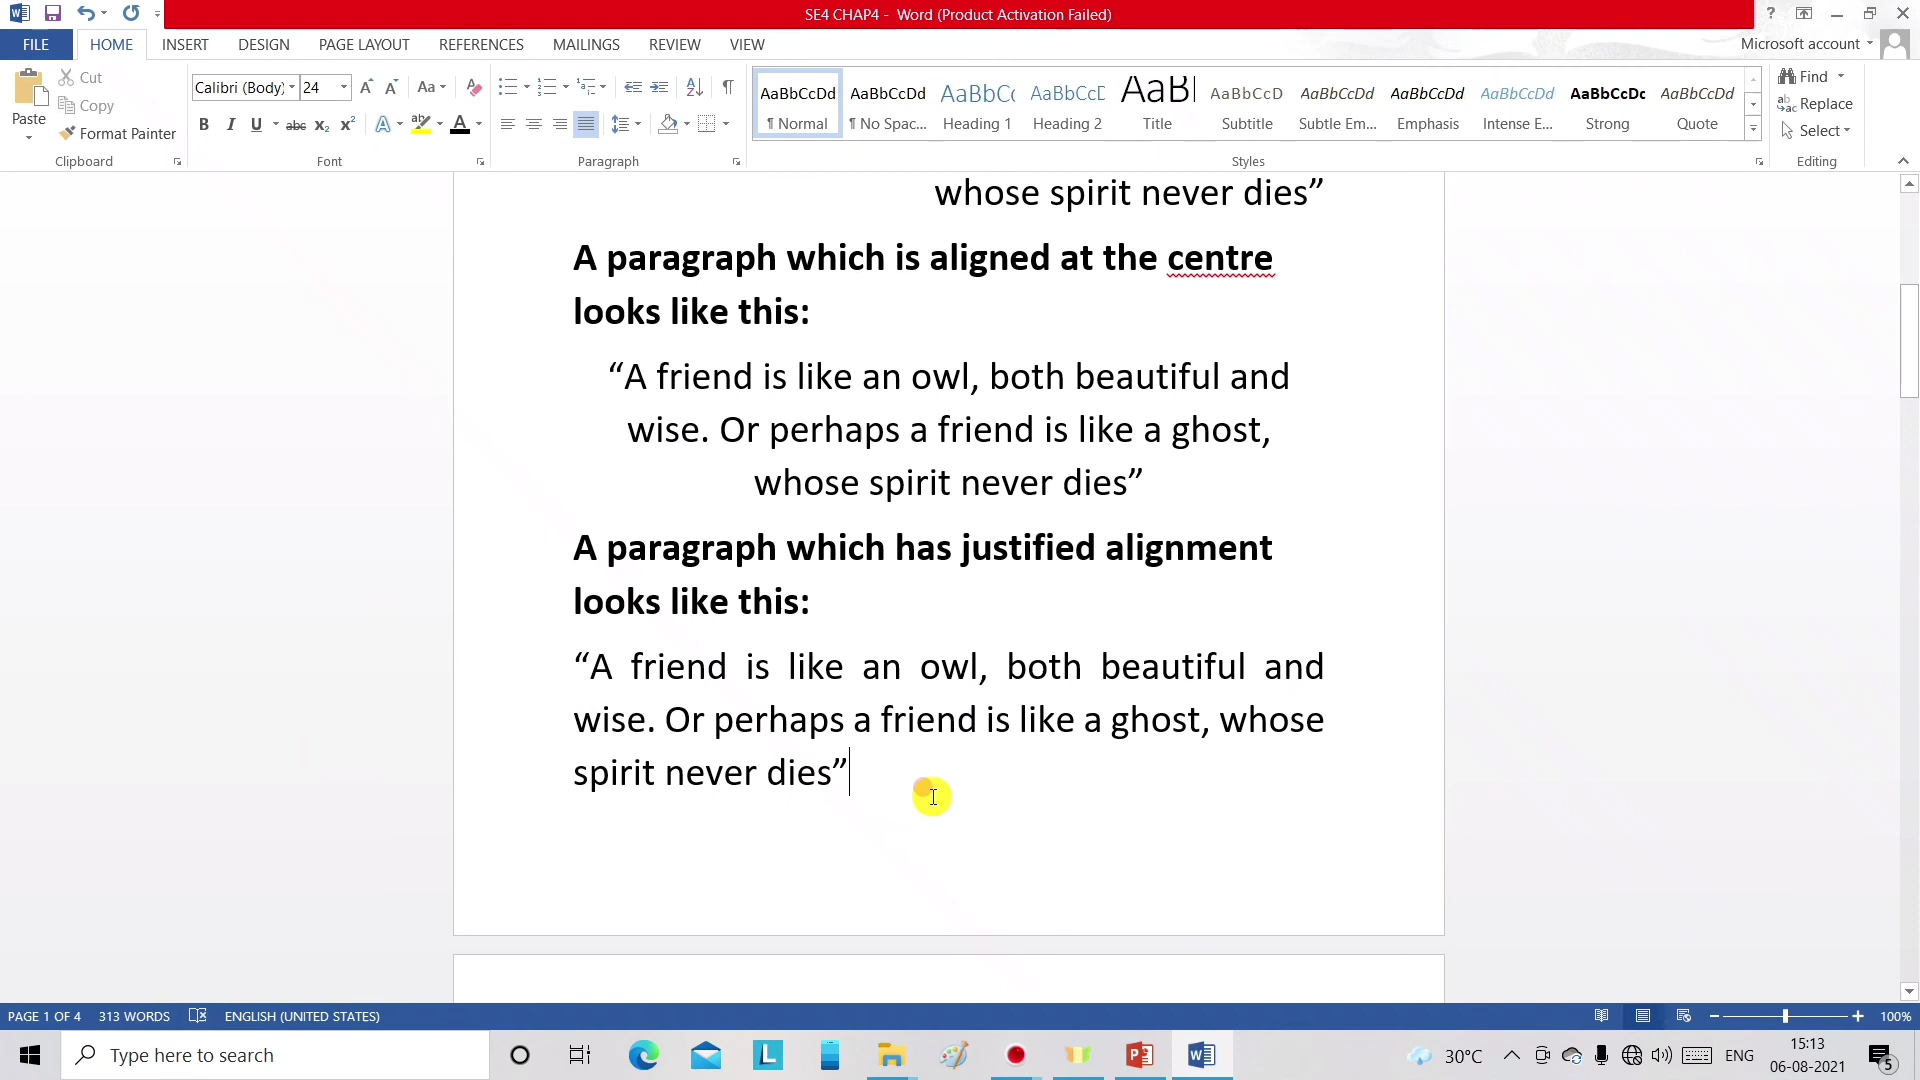 SE4 CHAP4 - Word (Product Activation Failed)
FILE HOME INSERT DESIGN PAGE LAYOUT REFERENCES MAILINGS REVIEW VIEW
Microsoft account
Paste
Cut
Copy
Format Painter
Clipboard
Calibri (Body) 24
Font
Paragraph
AaBbCcDd AaBbCcDd AaBbCc AaBbCcC AaBl AaBbCcD AaBbCcDd AaBbCcDd AaBbCcDd AaBbCcDc AaBbCcDd
¶ Normal ¶ No Spac... Heading 1 Heading 2 Title Subtitle Subtle Em... Emphasis Intense E... Strong Quote
Styles
Find
Replace
Select
Editing
whose spirit never dies”
A paragraph which is aligned at the centre
looks like this:
“A friend is like an owl, both beautiful and
wise. Or perhaps a friend is like a ghost,
whose spirit never dies”
A paragraph which has justified alignment
looks like this:
“A friend is like an owl, both beautiful and
wise. Or perhaps a friend is like a ghost, whose
spirit never dies”
PAGE 1 OF 4 313 WORDS ENGLISH (UNITED STATES) 100%
Type here to search
30°C ENG
15:13
06-08-2021
5